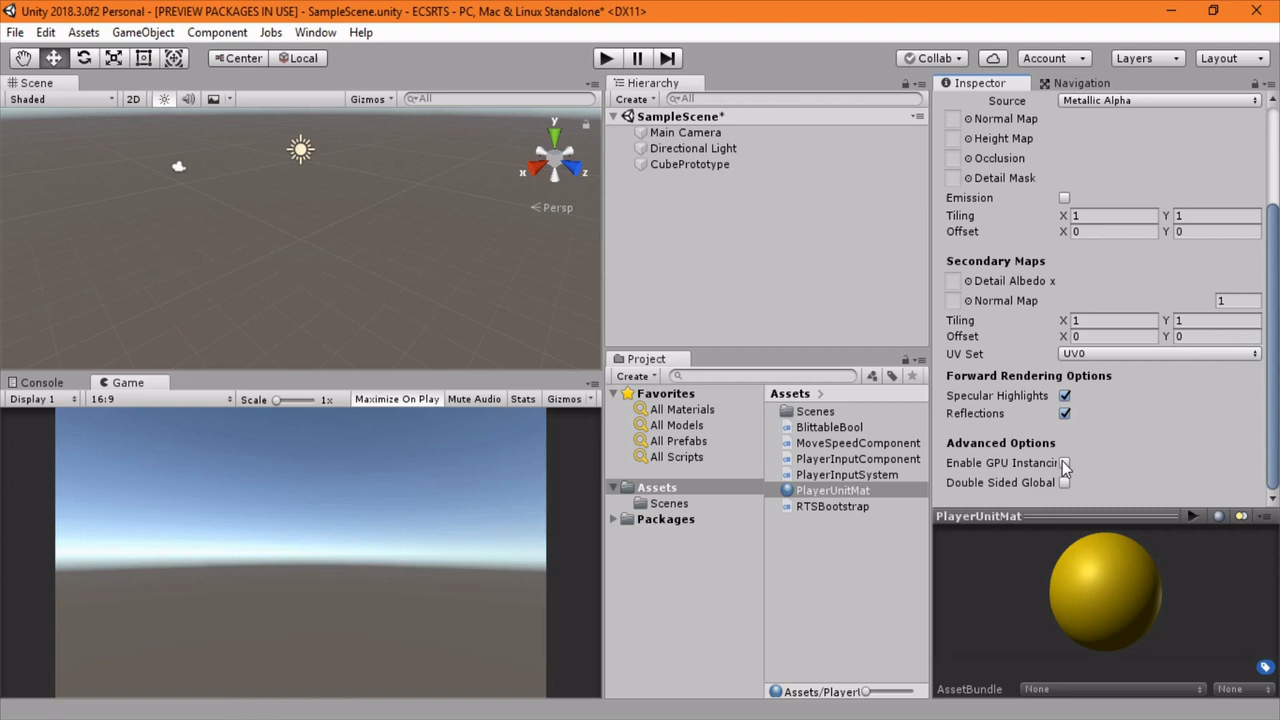 Unity 2018.3.0f2 Personal - [PREVIEW PACKAGES IN USE] - SampleScene.unity - ECSRTS - PC, Mac & Linux Standalone* <DX11>
File Edit Assets GameObject Component Jobs Window Help
Center Local Collab Account Layers Layout
Scene
Shaded 2D Gizmos All
y
x z
Persp
Hierarchy
Create All
SampleScene*
Main Camera
Directional Light
CubePrototype
Console Game
Display 1 16:9 Scale 1x Maximize On Play Mute Audio Stats Gizmos
Project
Create
Favorites
All Materials
All Models
All Prefabs
All Scripts
Assets
Scenes
Packages
Assets
Scenes
BlittableBool
MoveSpeedComponent
PlayerInputComponent
PlayerInputSystem
PlayerUnitMat
RTSBootstrap
Assets/PlayerU
Inspector Navigation
Source Metallic Alpha
Normal Map
Height Map
Occlusion
Detail Mask
Emission
Tiling X 1 Y 1
Offset X 0 Y 0
Secondary Maps
Detail Albedo x
Normal Map 1
Tiling X 1 Y 1
Offset X 0 Y 0
UV Set UV0
Forward Rendering Options
Specular Highlights
Reflections
Advanced Options
Enable GPU Instancin
Double Sided Global
PlayerUnitMat
AssetBundle None None